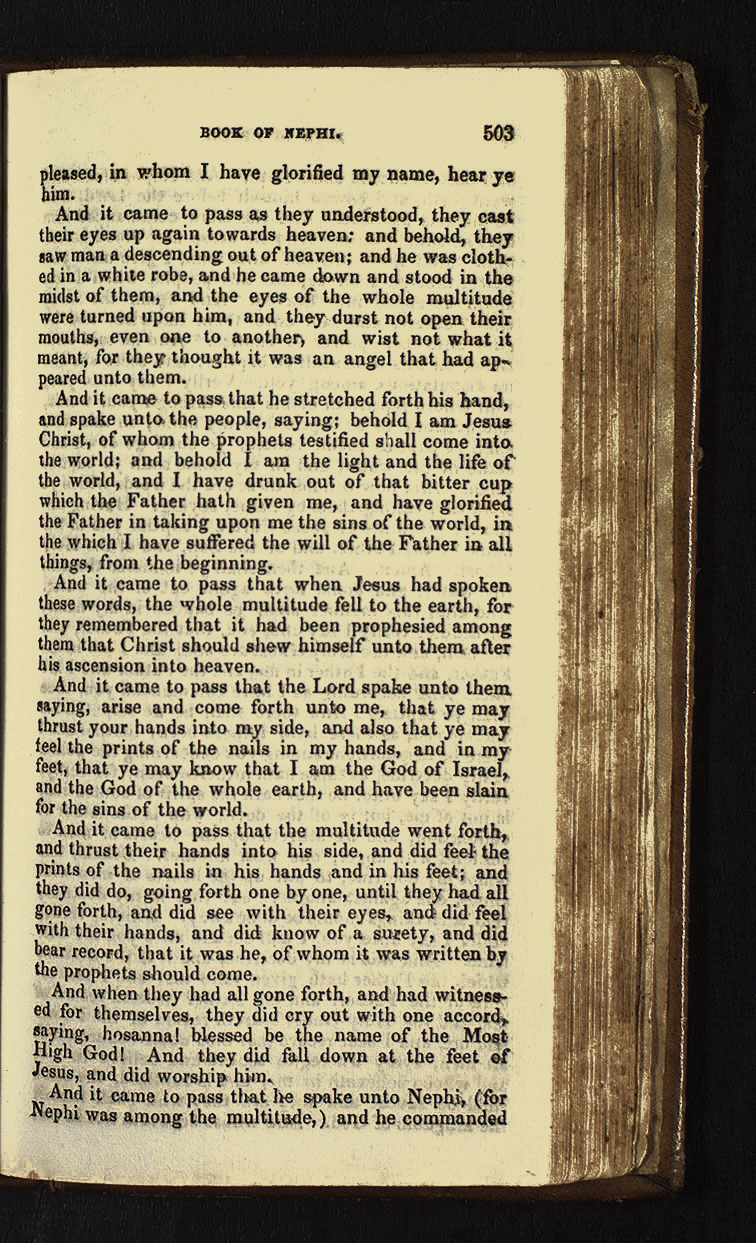 BOOK OF NEPHI. 503
pleased, in whom I have glorified my name, hear ye
him.
And it came to pass as they understood, they cast
their eyes up again towards heaven; and behold, they
saw man a descending out of heaven; and he was cloth-
ed in a white robe, and he came down and stood in the
midst of them, and the eyes of the whole multitude
were turned upon him, and they durst not open their
mouths, even one to another, and wist not what it
meant, for they thought it was an angel that had ap-
peared unto them.
And it came to pass that he stretched forth his hand,
and spake unto the people, saying; behold I am Jesus
Christ, of whom the prophets testified shall come into
the world; and behold I am the light and the life of
the world, and I have drunk out of that bitter cup
which the Father hath given me, and have glorified
the Father in taking upon me the sins of the world, in
the which I have suffered the will of the Father in all
things, from the beginning.
And it came to pass that when Jesus had spoken
these words, the whole multitude fell to the earth, for
they remembered that it had been prophesied among
them that Christ should shew himself unto them after
his ascension into heaven.
And it came to pass that the Lord spake unto them
saying, arise and come forth unto me, that ye may
thrust your hands into my side, and also that ye may
feel the prints of the nails in my hands, and in my
feet, that ye may know that I am the God of Israel,
and the God of the whole earth, and have been slain
for the sins of the world.
And it came to pass that the multitude went forth,
and thrust their hands into his side, and did feel the
prints of the nails in his hands and in his feet; and
they did do, going forth one by one, until they had all
gone forth, and did see with their eyes, and did feel
with their hands, and did know of a surety, and did
bear record, that it was he, of whom it was written by
the prophets should come.
And when they had all gone forth, and had witness-
ed for themselves, they did cry out with one accord,
saying, hosanna! blessed be the name of the Most
High God! And they did fall down at the feet of
Jesus, and did worship him.
And it came to pass that he spake unto Nephi, (for
Nephi was among the multitude,) and he commanded